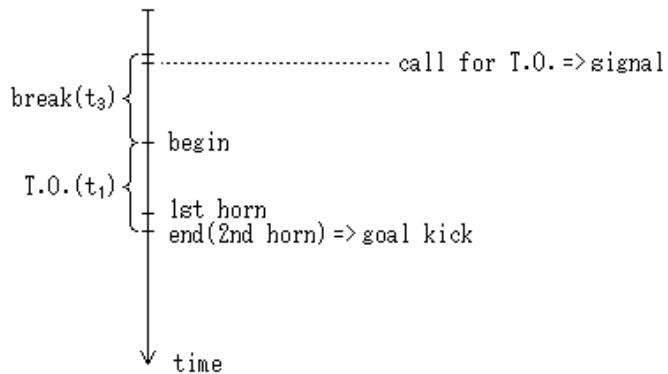 call for T.O. => signal
break(t₃)
begin
T.O.(t₁)
1st horn
end(2nd horn) => goal kick
time